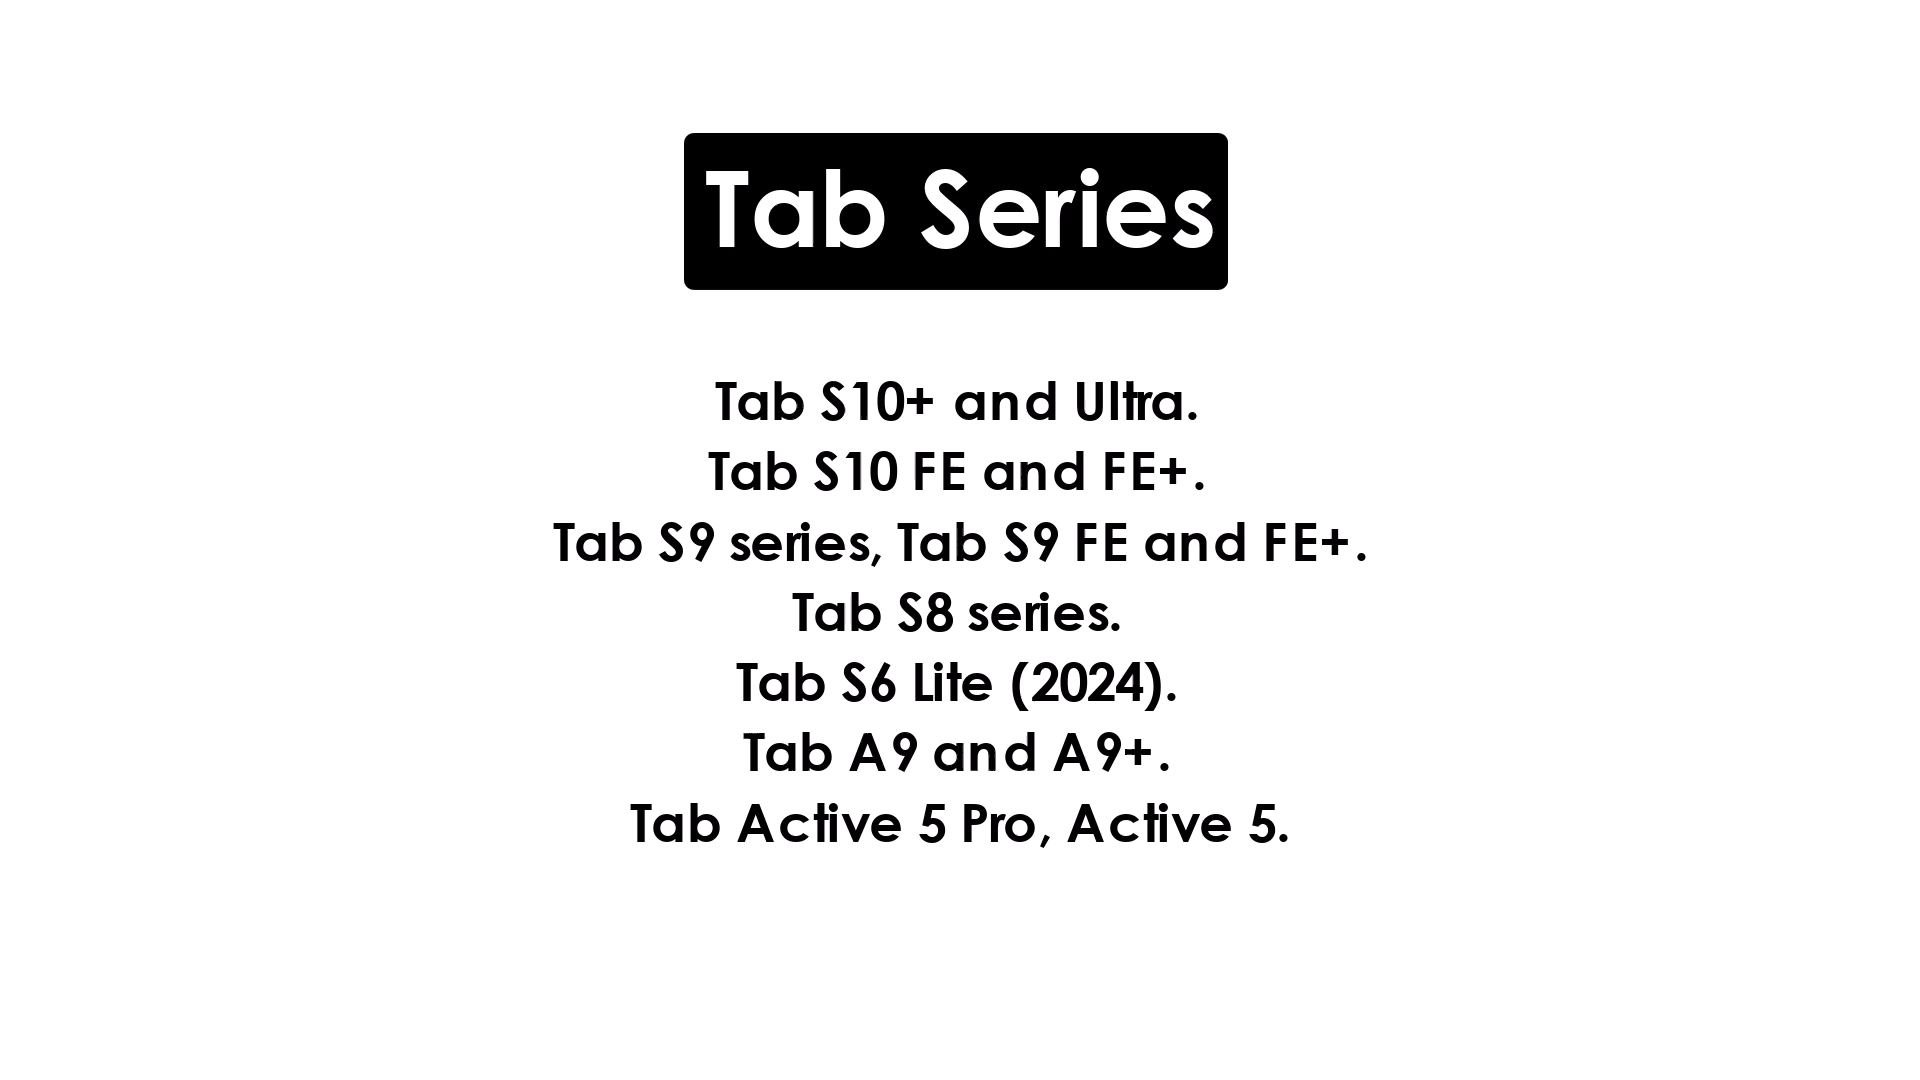 Tab Series
Tab S10+ and Ultra.
Tab S10 FE and FE+.
Tab S9 series, Tab S9 FE and FE+.
Tab S8 series.
Tab S6 Lite (2024).
Tab A9 and A9+.
Tab Active 5 Pro, Active 5.